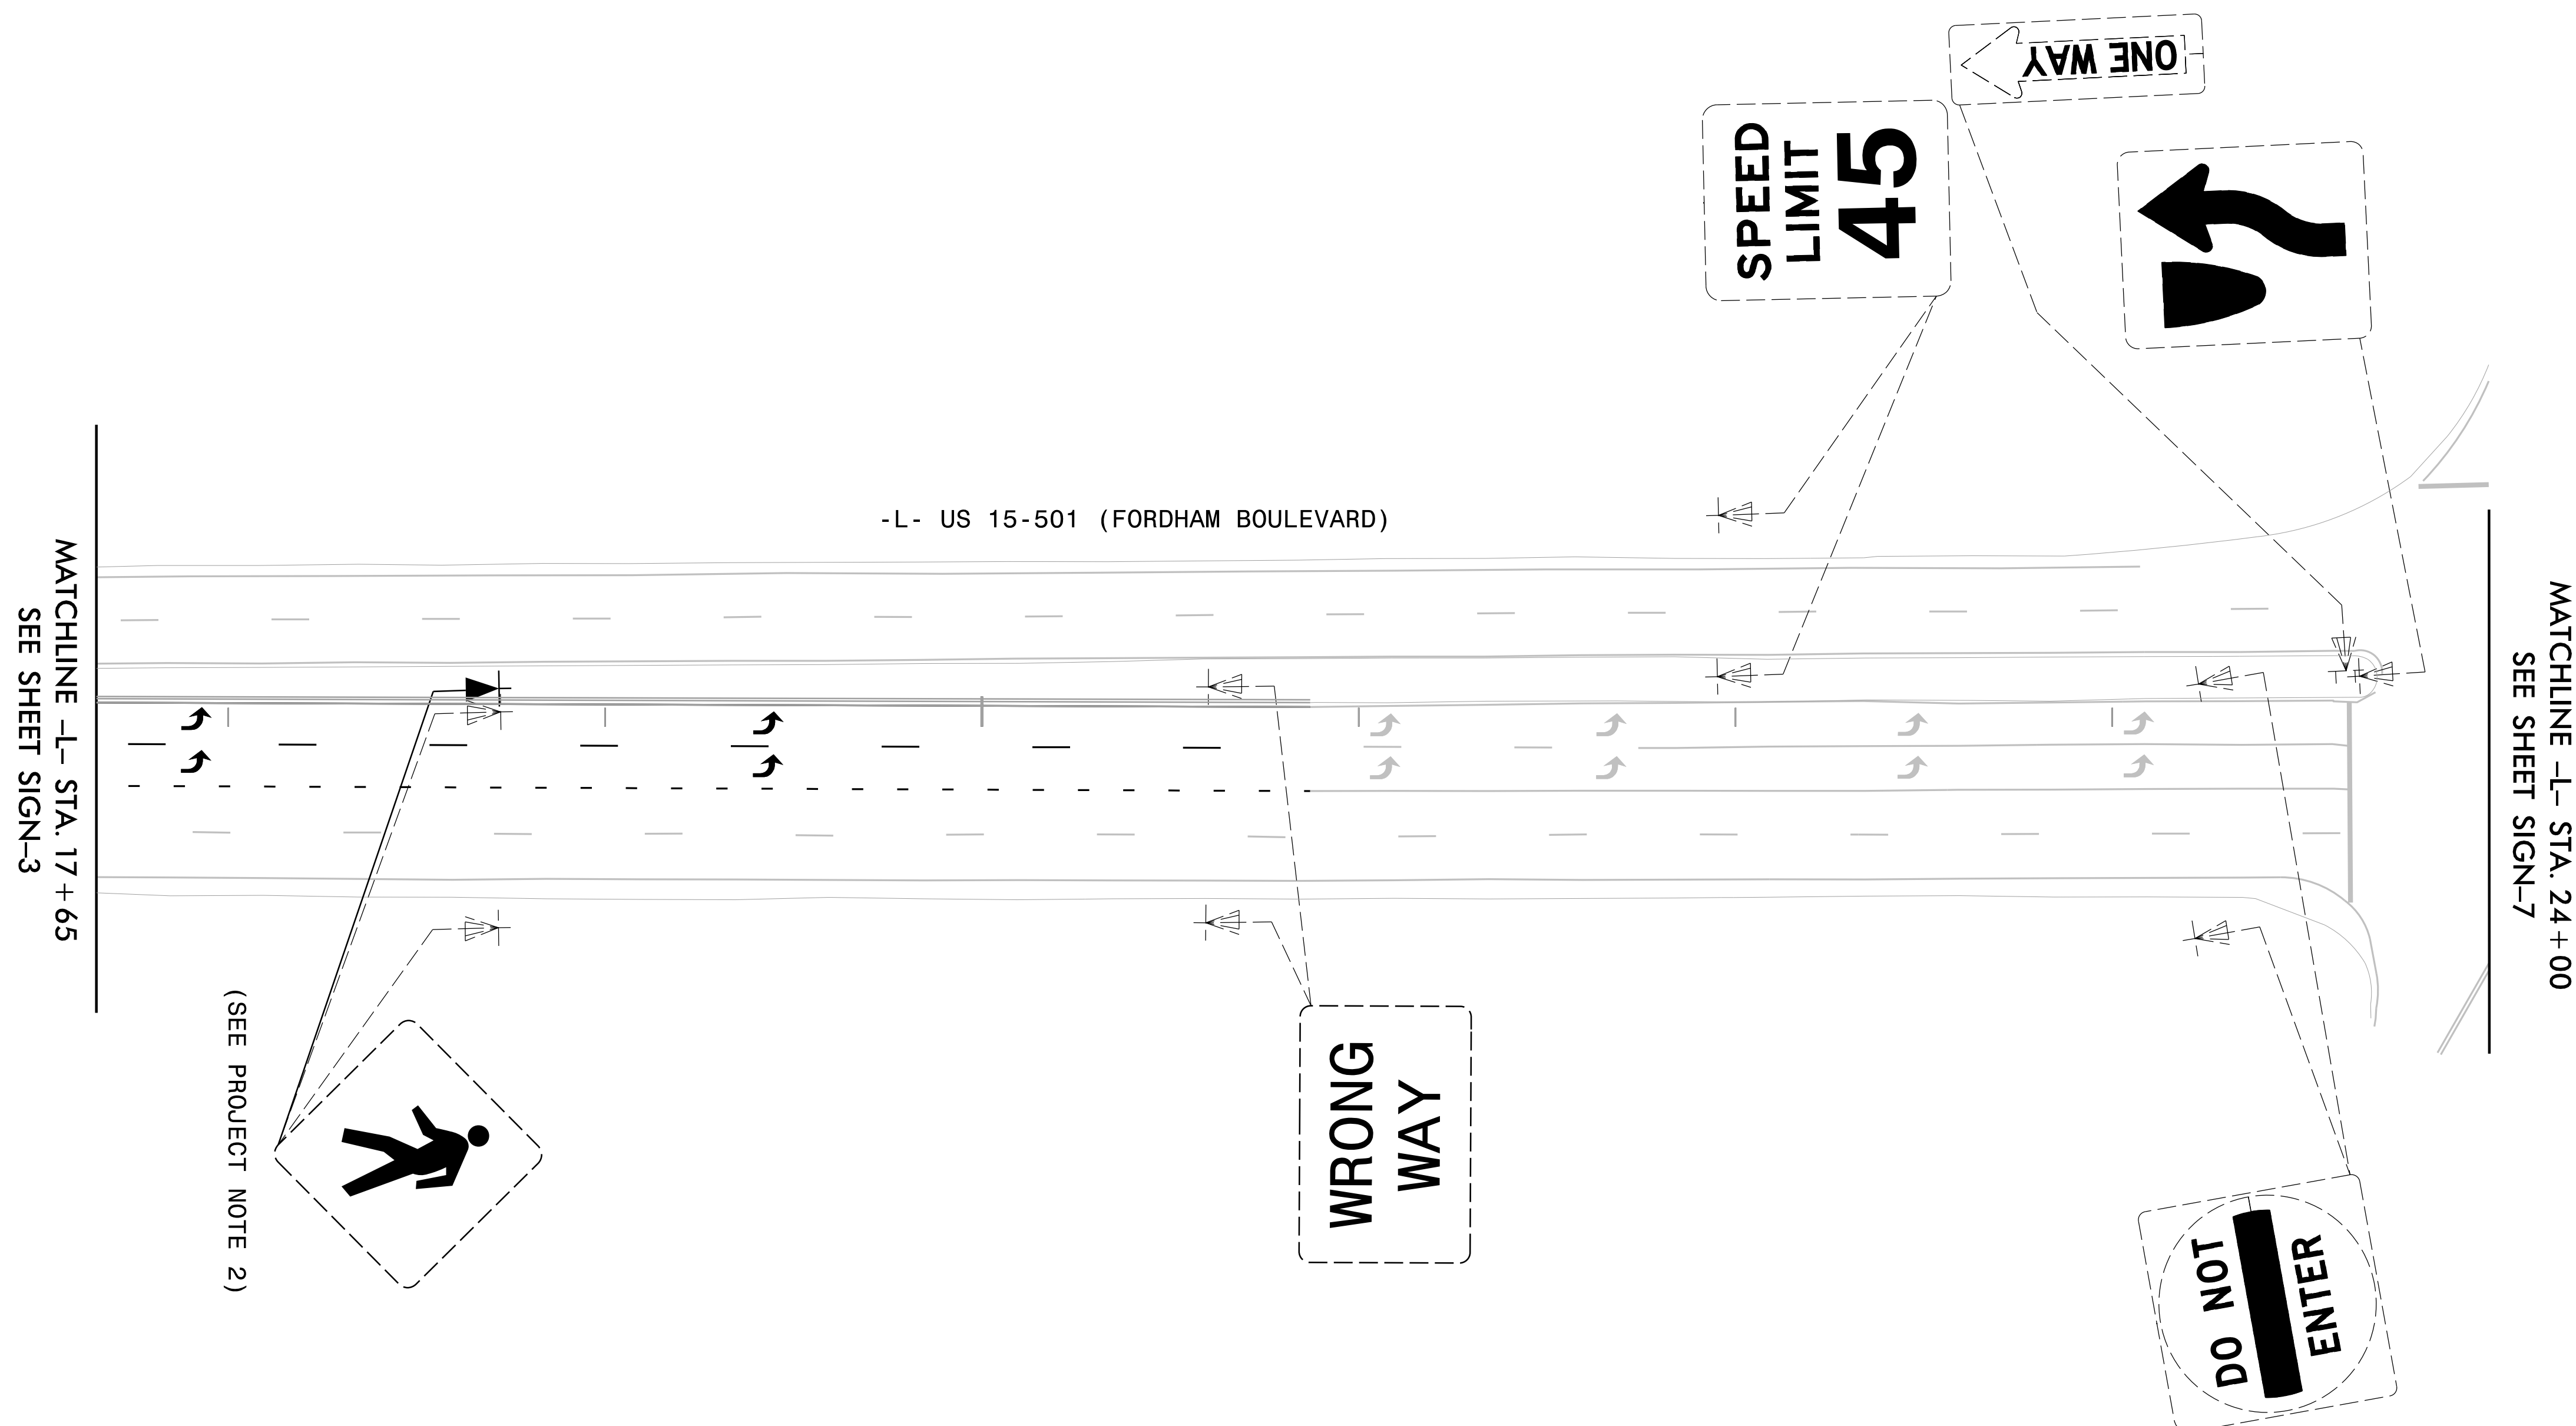 ONE WAY
SPEED
LIMIT
45
-L- US 15-501 (FORDHAM BOULEVARD)
MATCHLINE -L- STA. 17+65
SEE SHEET SIGN-3
MATCHLINE -L- STA. 24+00
SEE SHEET SIGN-7
(SEE PROJECT NOTE 2)
WRONG
WAY
DO NOT
ENTER